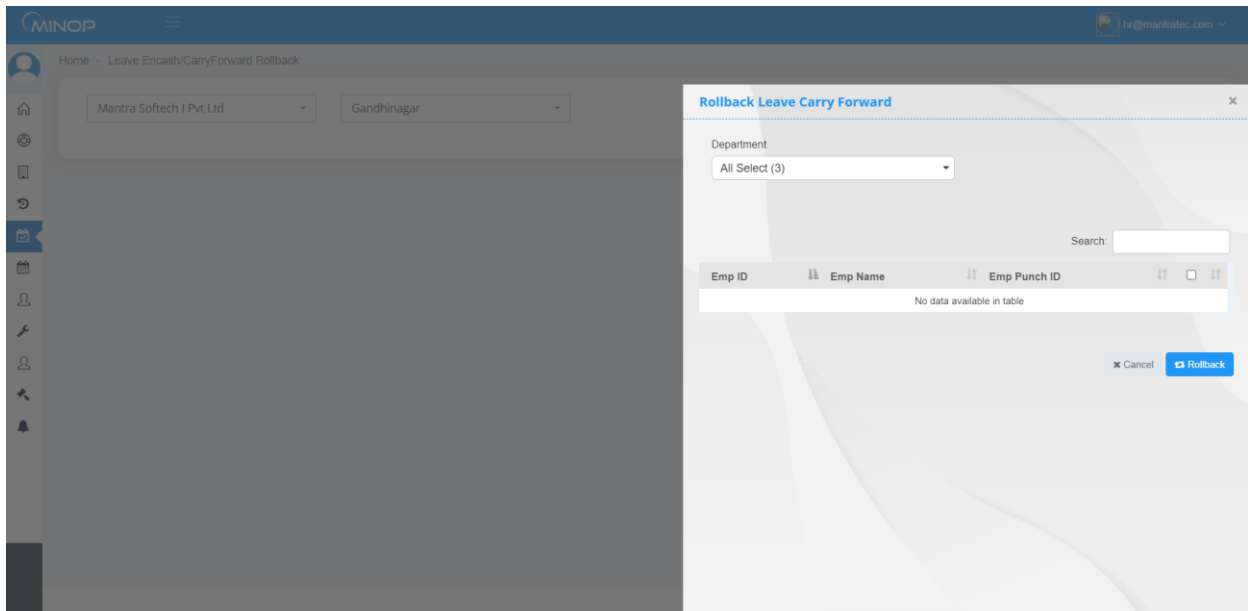 MINOP
hr@mantratec.com
Home - Leave Encash/CarryForward Rollback
Mantra Softech I Pvt Ltd
Gandhinagar
Rollback Leave Carry Forward
Department
All Select (3)
Search:
Emp ID Emp Name Emp Punch ID
No data available in table
Cancel Rollback